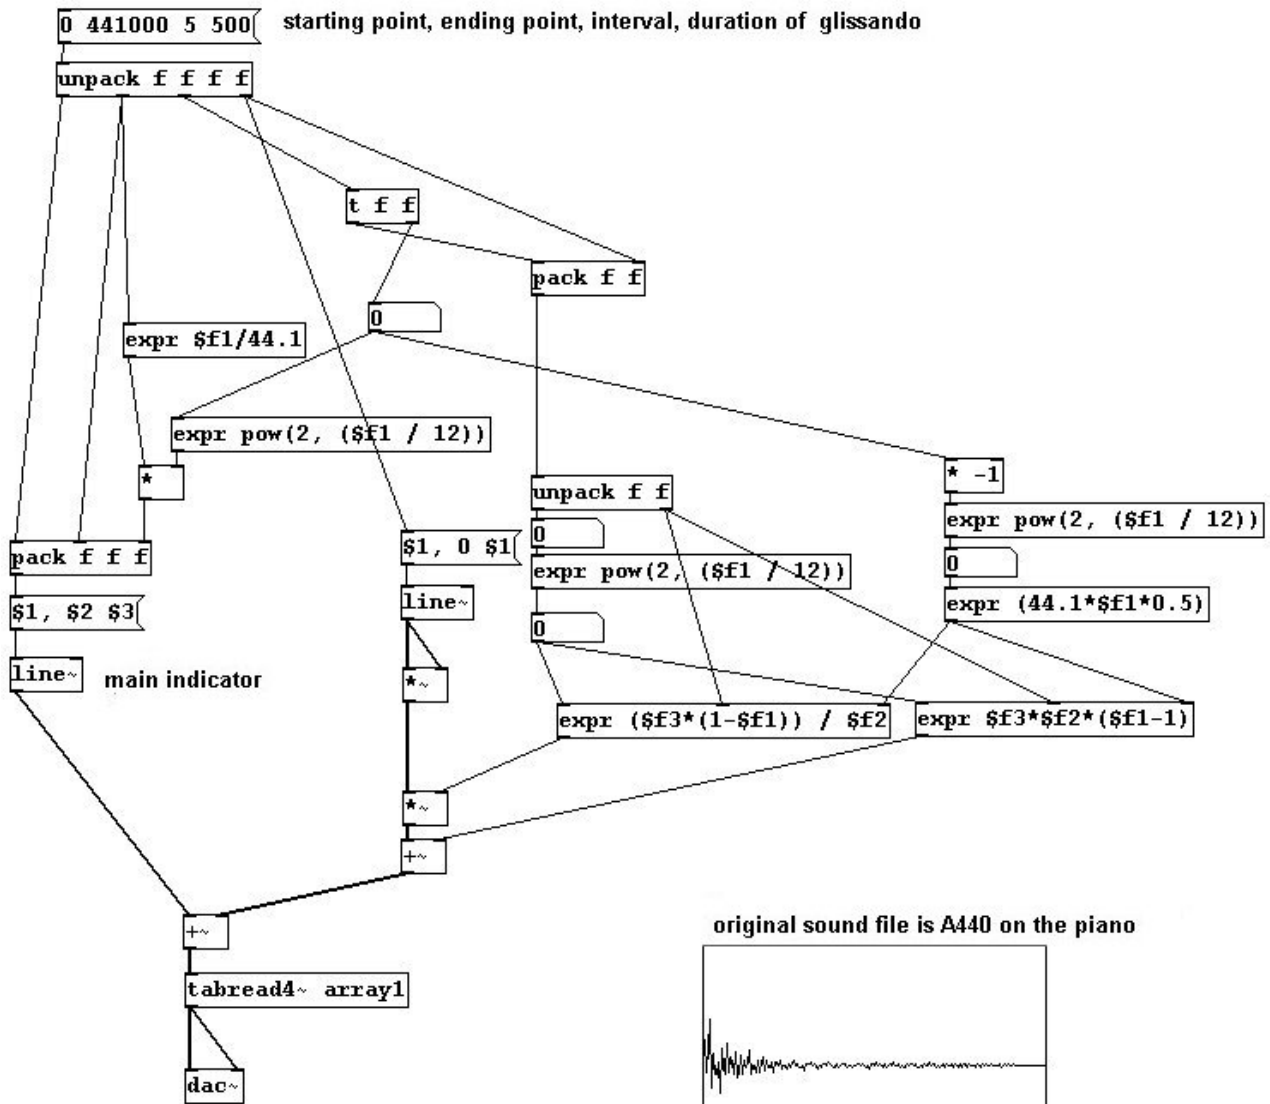 0 441000 5 500
starting point, ending point, interval, duration of glissando
unpack f f f f
t f f
pack f f
0
expr $f1/44.1
expr pow(2, ($f1 / 12))
*
* -1
unpack f f
expr pow(2, ($f1 / 12))
0
$1, 0 $1
pack f f f
expr pow(2, ($f1 / 12))
0
$1, $2 $3
line~
expr (44.1*$f1*0.5)
0
line~
main indicator
*~
expr ($f3*(1-$f1)) / $f2
expr $f3*$f2*($f1-1)
*~
+~
+~
original sound file is A440 on the piano
tabread4~ array1
dac~